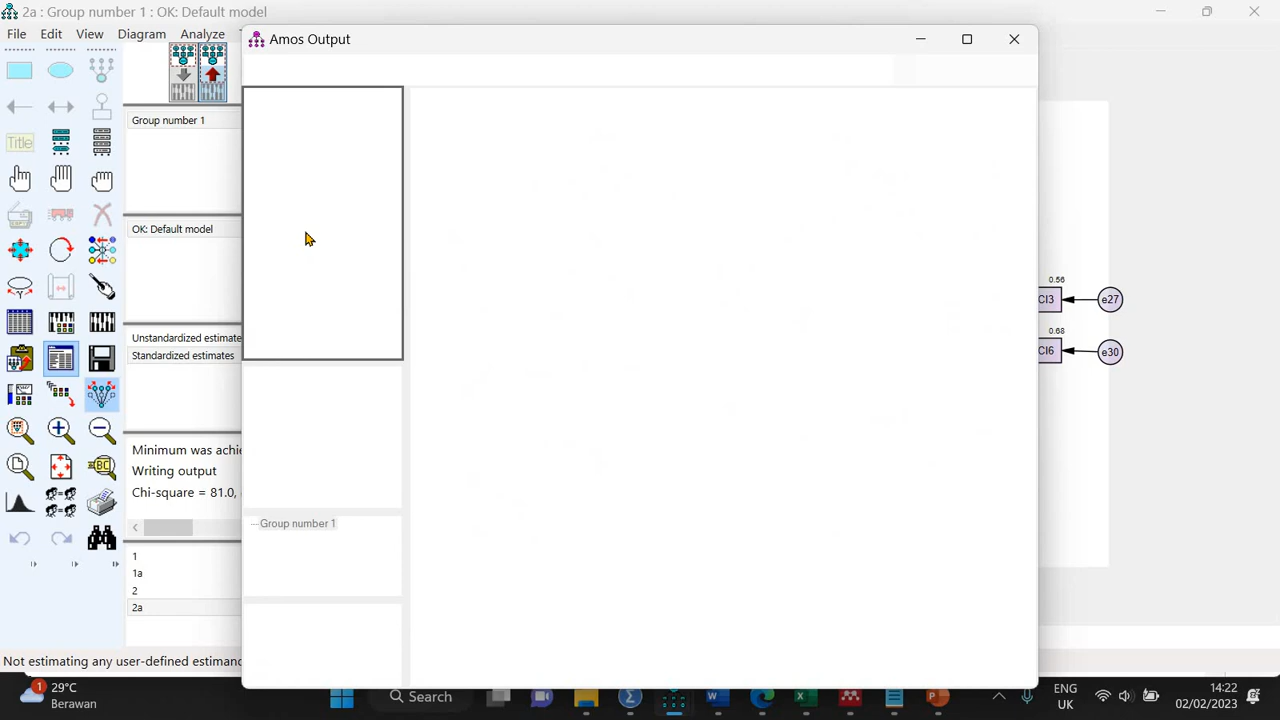 2a : Group number 1 : OK: Default model
File Edit View Diagram Analyze
Amos Output
Title
Group number 1
OK: Default model
Unstandardized estimate
Standardized estimates
Minimum was achie
Writing output
Chi-square = 81.0,
1
1a
2
2a
Not estimating any user-defined estimand
Group number 1
0.56
CI3
e27
0.68
CI6
e30
1
29°C
Berawan
Search
ENG
UK
14:22
02/02/2023